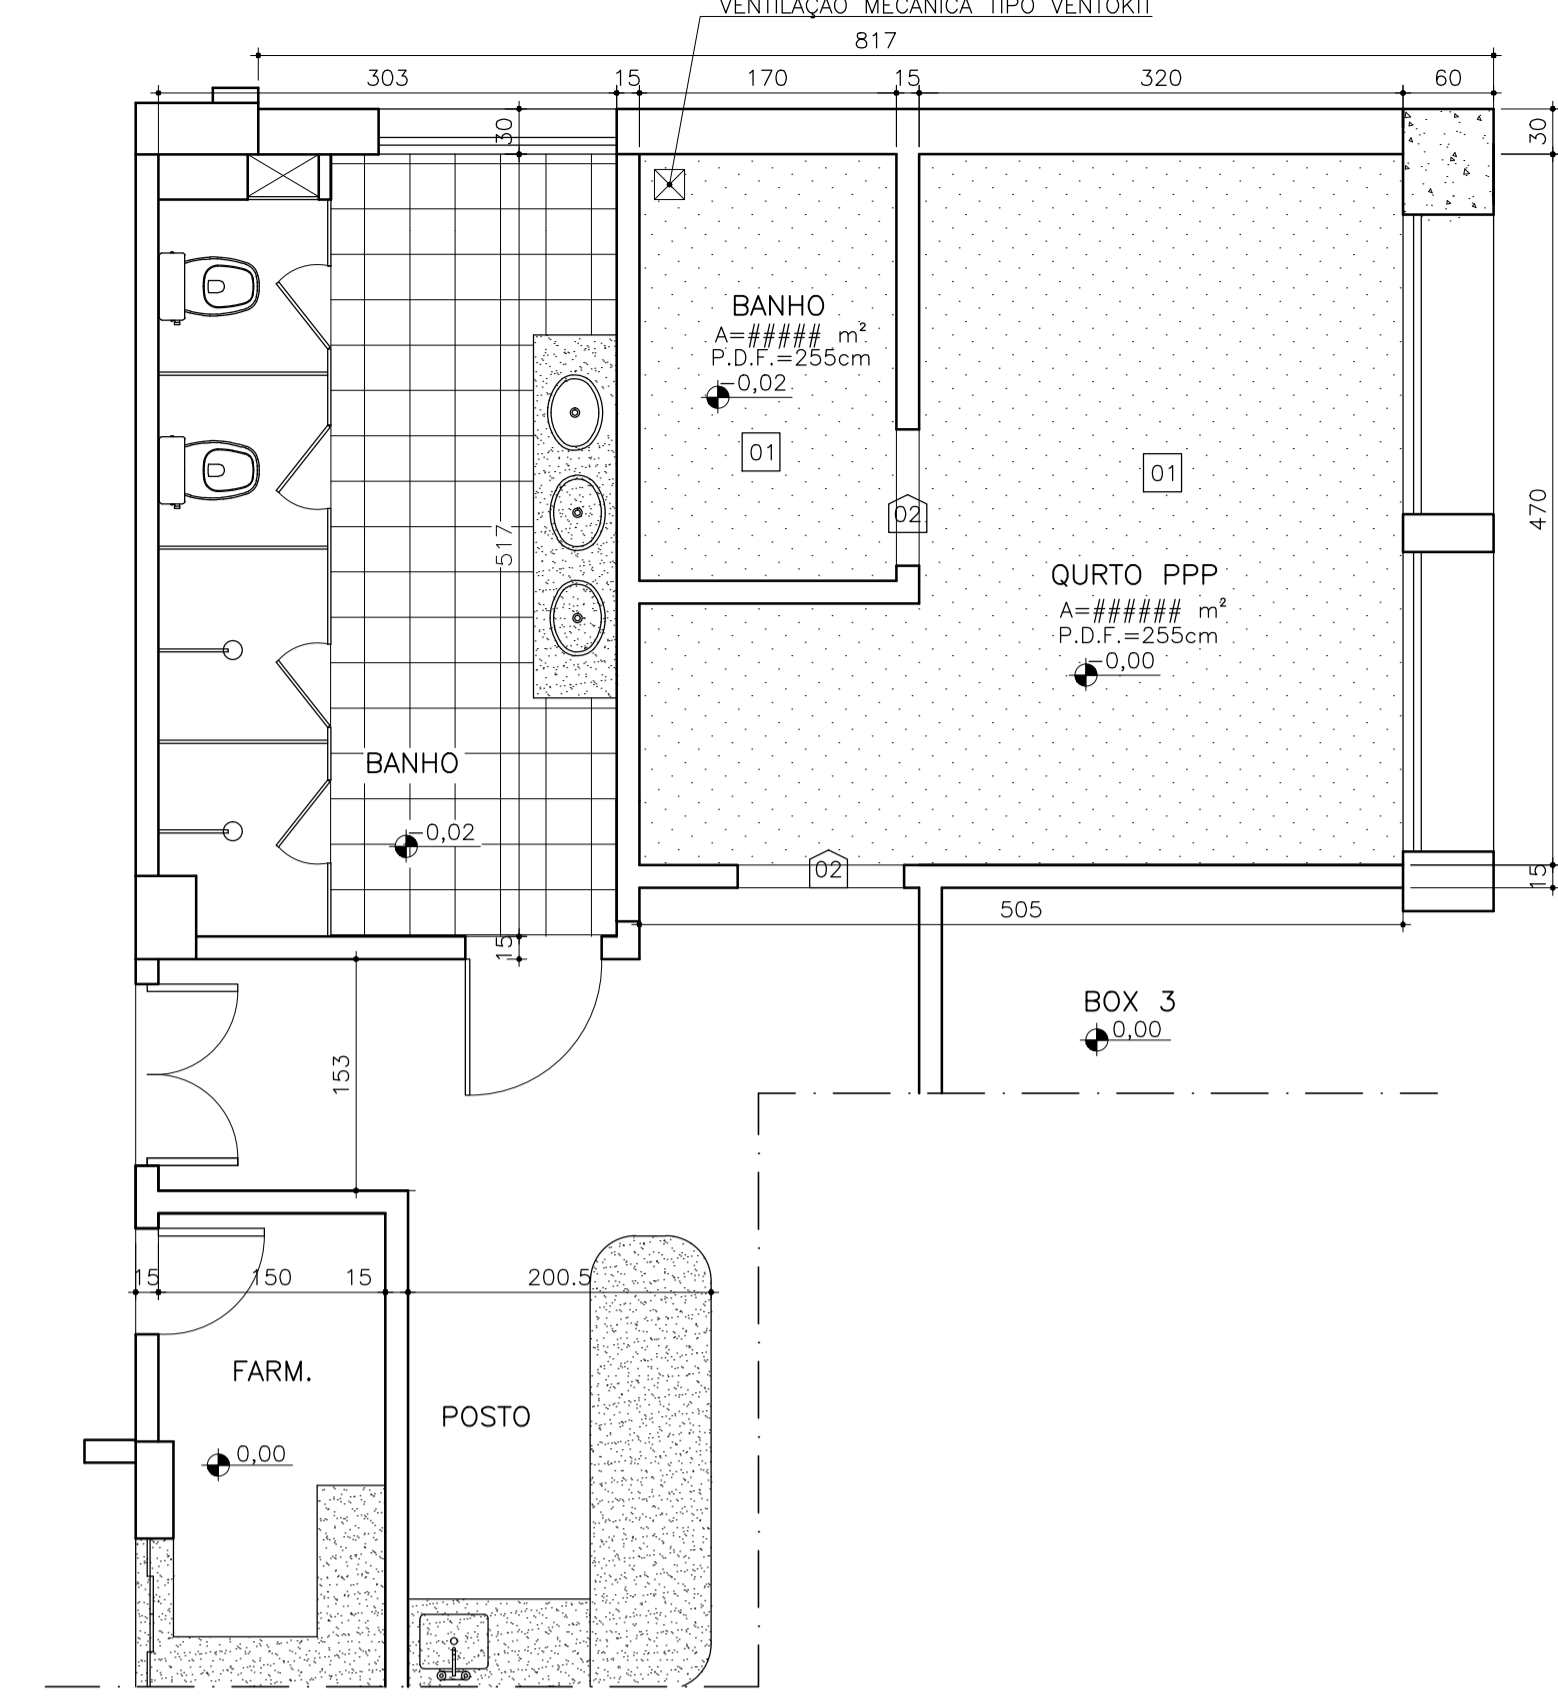 VENTILAÇÃO MECÂNICA TIPO VENTOKIT
817
303
15
170
15
320
60
30
30
BANHO
A=##### m²
P.D.F.=255cm
-0,02
01
01
02
517
470
QURTO PPP
A=###### m²
P.D.F.=255cm
-0,00
BANHO
-0,02
02
15
505
15
BOX 3
0,00
153
15
150
15
200.5
FARM.
POSTO
0,00